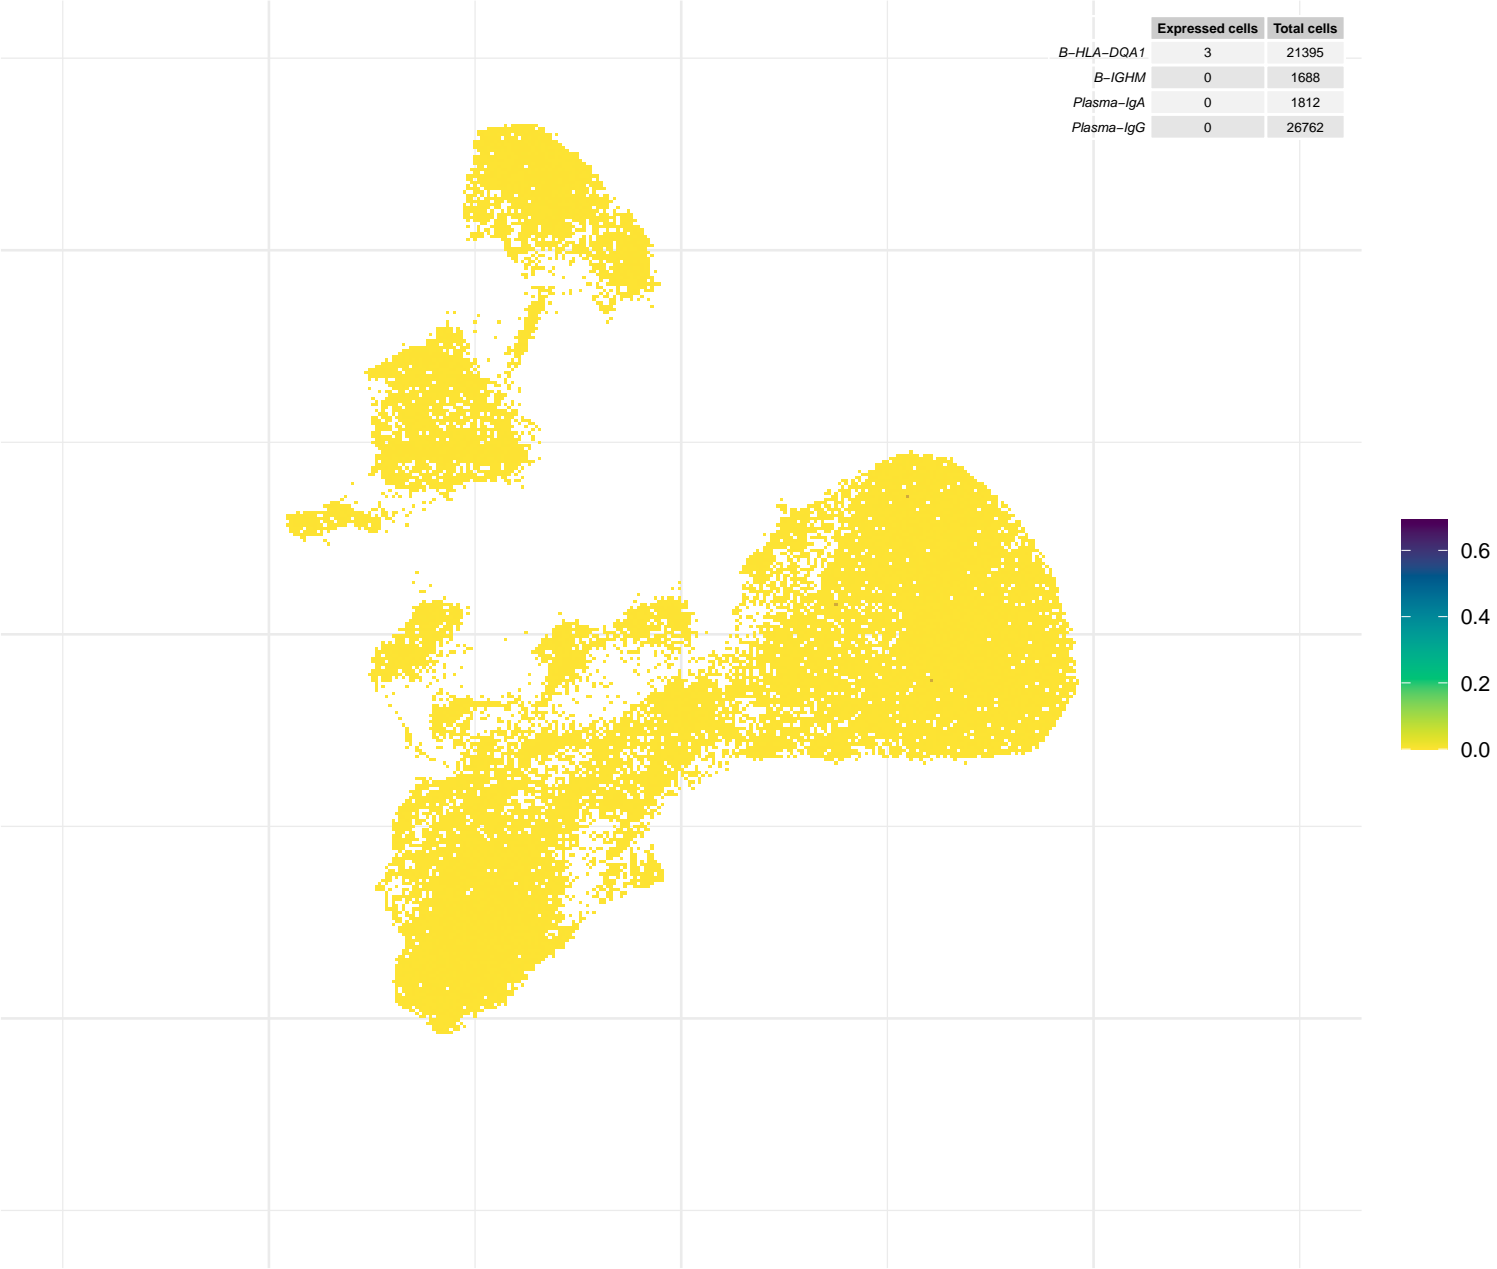 Expressed cells Total cells
B−HLA−DQA1 3 21395
B−IGHM 0 1688
Plasma−IgA 0 1812
Plasma−IgG 0 26762
0.6
0.4
0.2
0.0